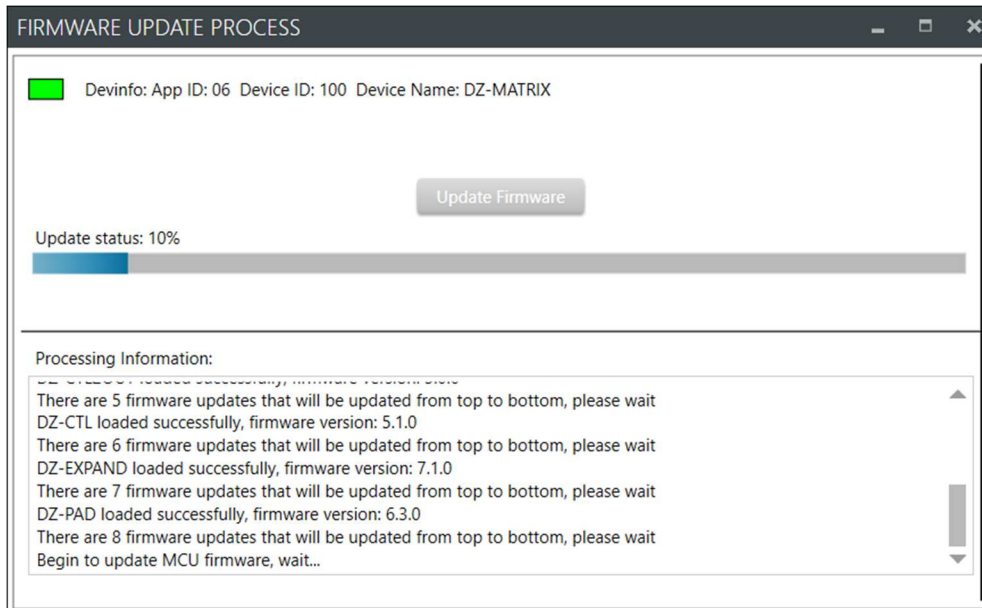 FIRMWARE UPDATE PROCESS
Devinfo: App ID: 06 Device ID: 100 Device Name: DZ-MATRIX
Update Firmware
Update status: 10%
Processing Information:
loaded successfully, firmware version:
There are 5 firmware updates that will be updated from top to bottom, please wait
DZ-CTL loaded successfully, firmware version: 5.1.0
There are 6 firmware updates that will be updated from top to bottom, please wait
DZ-EXPAND loaded successfully, firmware version: 7.1.0
There are 7 firmware updates that will be updated from top to bottom, please wait
DZ-PAD loaded successfully, firmware version: 6.3.0
There are 8 firmware updates that will be updated from top to bottom, please wait
Begin to update MCU firmware, wait...